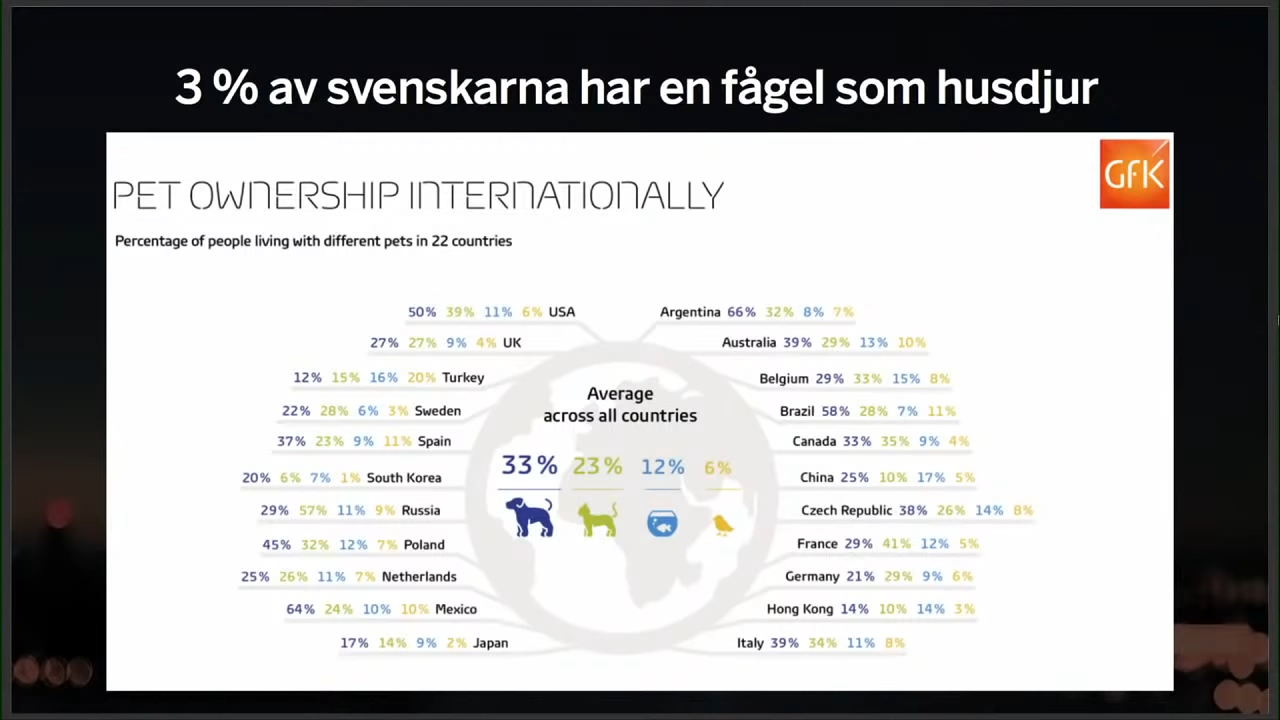 3 % av svenskarna har en fågel som husdjur
GfK
PET OWNERSHIP INTERNATIONALLY
Percentage of people living with different pets in 22 countries
50% 39% 11% 6% USA
27% 27% 9% 4% UK
12% 15% 16% 20% Turkey
22% 28% 6% 3% Sweden
37% 23% 9% 11% Spain
20% 6% 7% 1% South Korea
29% 57% 11% 9% Russia
45% 32% 12% 7% Poland
25% 26% 11% 7% Netherlands
64% 24% 10% 10% Mexico
17% 14% 9% 2% Japan
Average
across all countries
33% 23% 12% 6%
Argentina 66% 32% 8% 7%
Australia 39% 29% 13% 10%
Belgium 29% 33% 15% 8%
Brazil 58% 28% 7% 11%
Canada 33% 35% 9% 4%
China 25% 10% 17% 5%
Czech Republic 38% 26% 14% 8%
France 29% 41% 12% 5%
Germany 21% 29% 9% 6%
Hong Kong 14% 10% 14% 3%
Italy 39% 34% 11% 8%